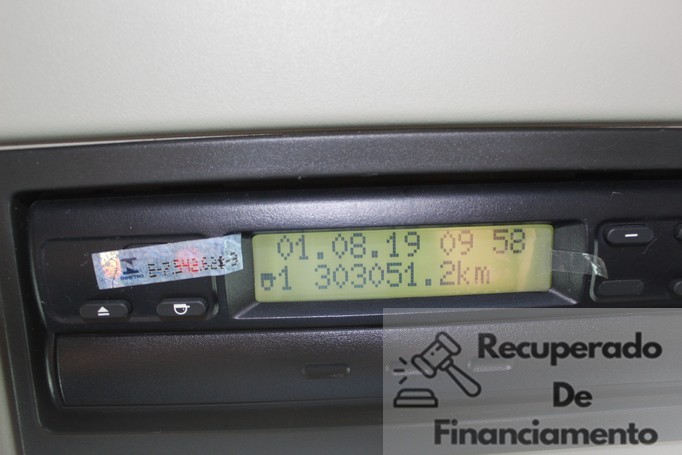 01.08.19 09 58
1 303051.2km
Recuperado
De
Financiamento